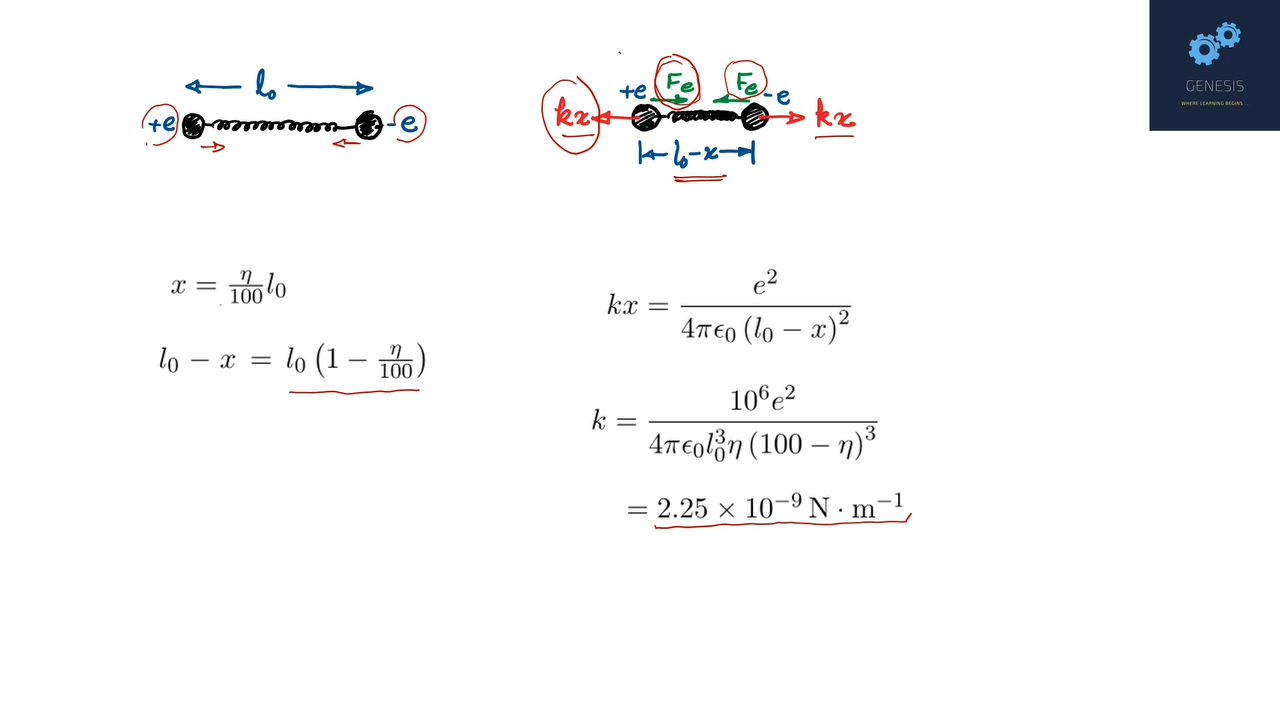 l₀
+e
-e
+e
Fe
Fe
-e
kx
kx
l₀-x
GENESIS
WHERE LEARNING BEGINS ...
x = η/100 l₀
l₀ − x = l₀ (1 − η/100)
kx = e² / 4πϵ₀ (l₀ − x)²
k = 10⁶e² / 4πϵ₀l₀³η (100 − η)³
= 2.25 × 10⁻⁹ N · m⁻¹